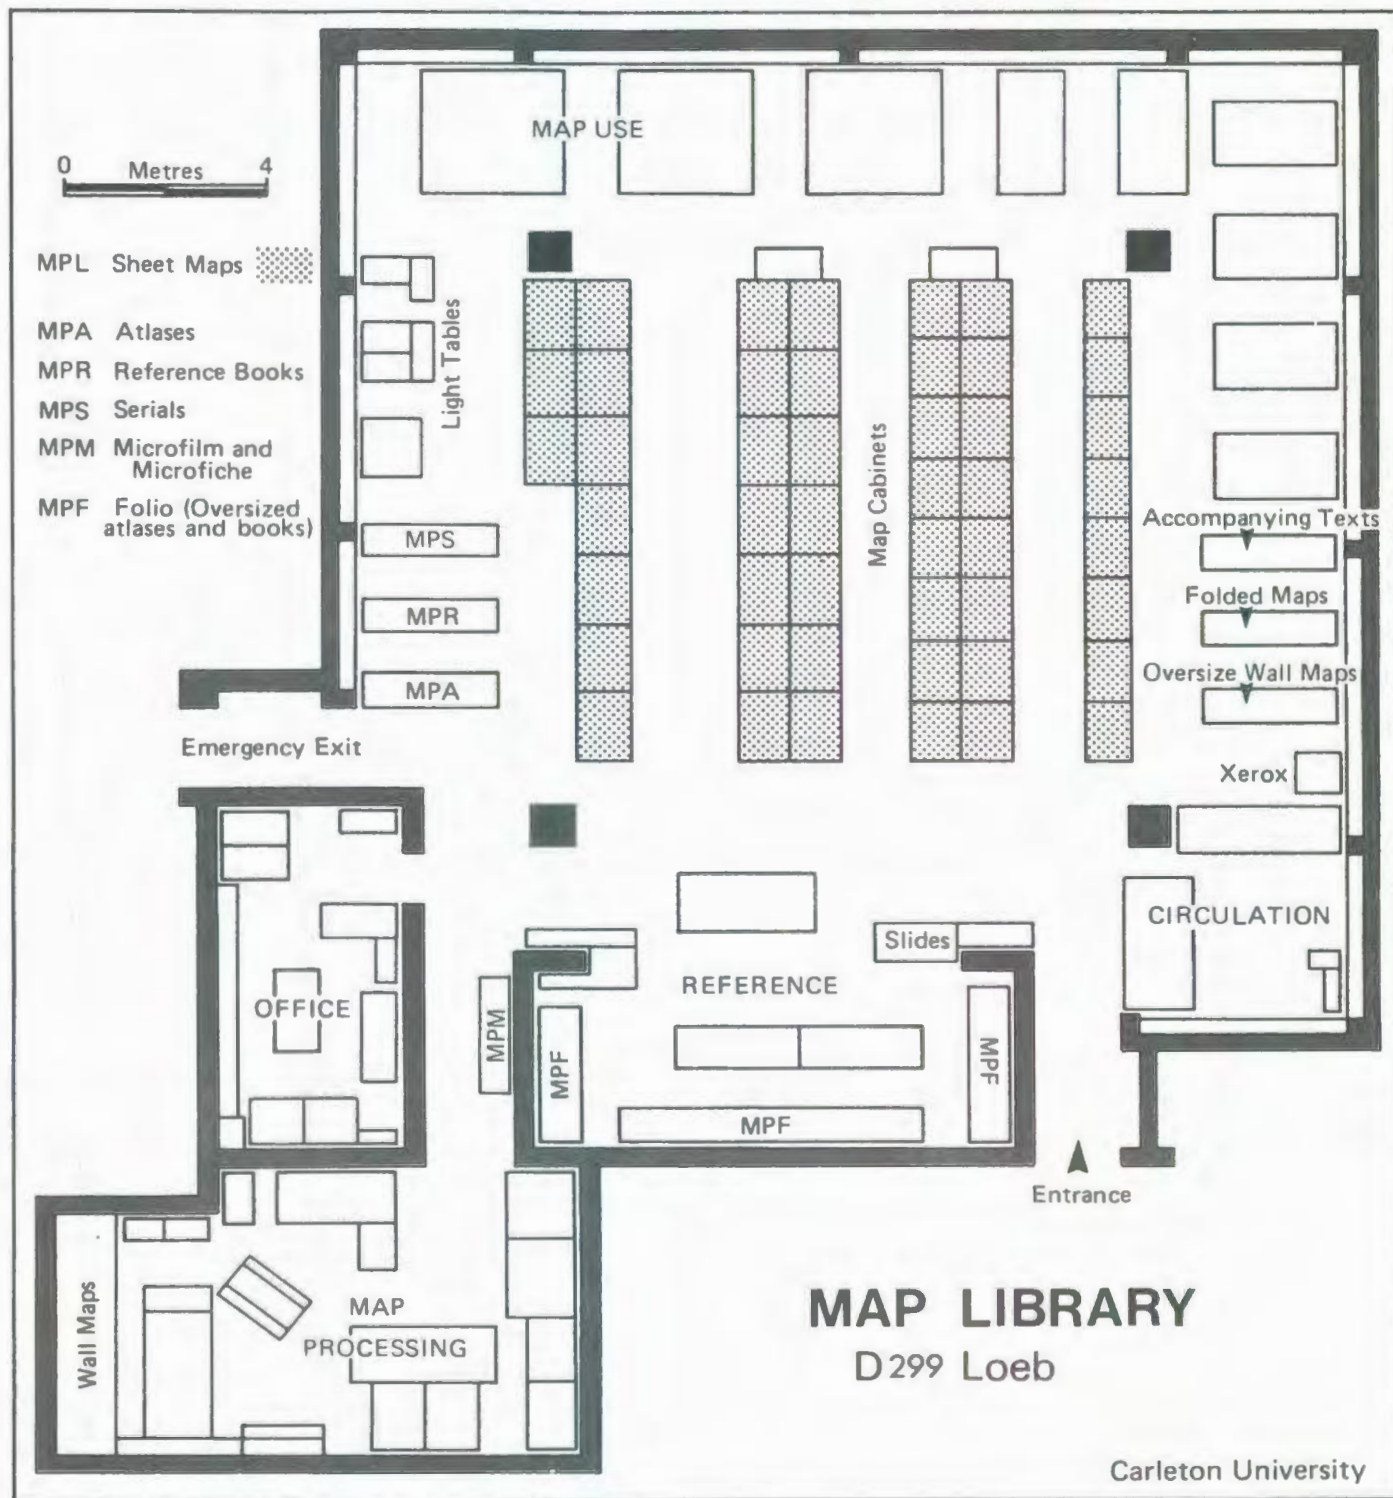 MAP USE
0 Metres 4
MPL Sheet Maps
MPA Atlases
MPR Reference Books
MPS Serials
MPM Microfilm and
Microfiche
MPF Folio (Oversized
atlases and books)
Light Tables
Map Cabinets
MPS
MPR
MPA
Accompanying Texts
Folded Maps
Oversize Wall Maps
Xerox
Emergency Exit
CIRCULATION
Slides
REFERENCE
OFFICE
MPM
MPF
MPF
MPF
Entrance
Wall Maps
MAP
PROCESSING
MAP LIBRARY
D299 Loeb
Carleton University